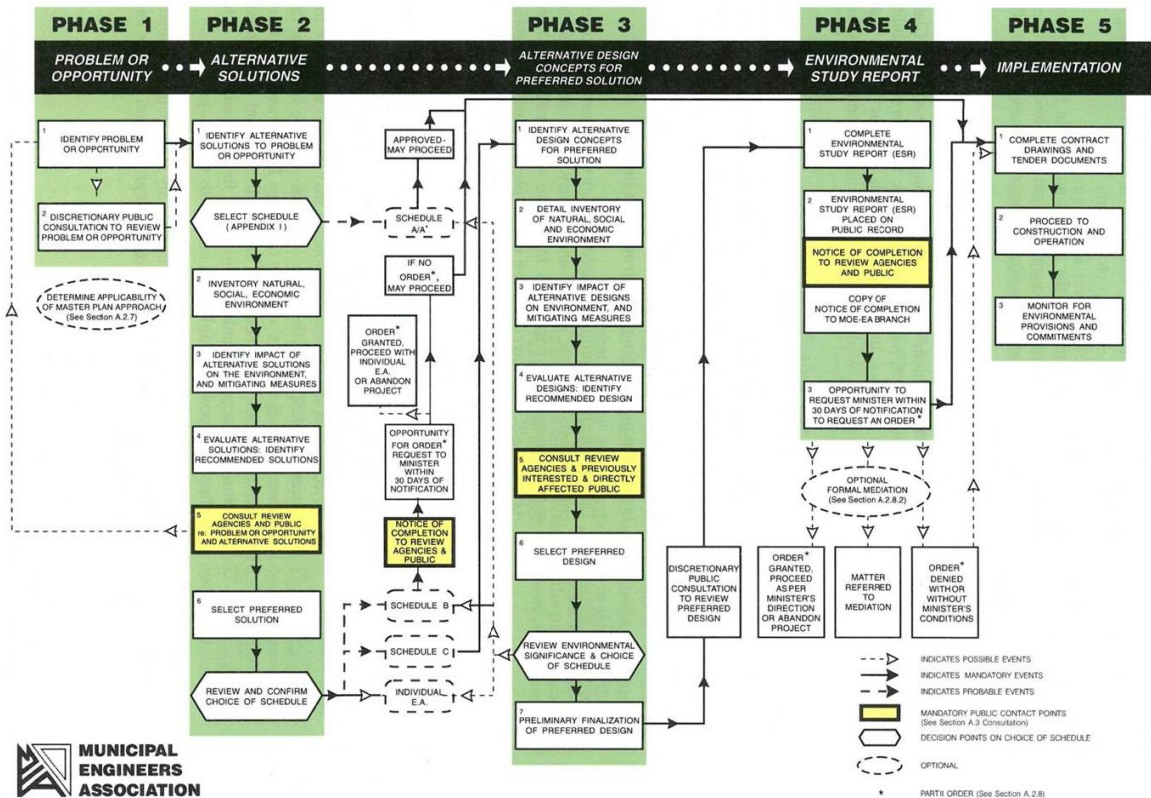 PHASE 1
PROBLEM OR
OPPORTUNITY
1
IDENTIFY PROBLEM
OR OPPORTUNITY
2
DISCRETIONARY PUBLIC
CONSULTATION TO REVIEW
PROBLEM OR OPPORTUNITY
DETERMINE APPLICABILITY
OF MASTER PLAN APPROACH
(See Section A.2.7)
PHASE 2
ALTERNATIVE
SOLUTIONS
1
IDENTIFY ALTERNATIVE
SOLUTIONS TO PROBLEM
OR OPPORTUNITY
SELECT SCHEDULE
(APPENDIX I)
2
INVENTORY NATURAL,
SOCIAL, ECONOMIC
ENVIRONMENT
3
IDENTIFY IMPACT OF
ALTERNATIVE SOLUTIONS
ON THE ENVIRONMENT,
AND MITIGATING MEASURES
4
EVALUATE ALTERNATIVE
SOLUTIONS: IDENTIFY
RECOMMENDED SOLUTIONS
5
CONSULT REVIEW
AGENCIES AND PUBLIC
re: PROBLEM OR OPPORTUNITY
AND ALTERNATIVE SOLUTIONS
6
SELECT PREFERRED
SOLUTION
REVIEW AND CONFIRM
CHOICE OF SCHEDULE
APPROVED-
MAY PROCEED
SCHEDULE
A/A+
IF NO
ORDER*,
MAY PROCEED
ORDER*
GRANTED,
PROCEED WITH
INDIVIDUAL
E.A.
OR ABANDON
PROJECT
OPPORTUNITY
FOR ORDER*
REQUEST TO
MINISTER
WITHIN
30 DAYS OF
NOTIFICATION
NOTICE OF
COMPLETION
TO REVIEW
AGENCIES &
PUBLIC
SCHEDULE B
SCHEDULE C
INDIVIDUAL
E.A.
PHASE 3
ALTERNATIVE DESIGN
CONCEPTS FOR
PREFERRED SOLUTION
1
IDENTIFY ALTERNATIVE
DESIGN CONCEPTS
FOR PREFERRED
SOLUTION
2
DETAIL INVENTORY
OF NATURAL, SOCIAL
AND ECONOMIC
ENVIRONMENT
3
IDENTIFY IMPACT OF
ALTERNATIVE DESIGNS
ON ENVIRONMENT, AND
MITIGATING MEASURES
4
EVALUATE ALTERNATIVE
DESIGNS: IDENTIFY
RECOMMENDED DESIGN
5
CONSULT REVIEW
AGENCIES & PREVIOUSLY
INTERESTED & DIRECTLY
AFFECTED PUBLIC
6
SELECT PREFERRED
DESIGN
REVIEW ENVIRONMENTAL
SIGNIFICANCE & CHOICE
OF SCHEDULE
7
PRELIMINARY FINALIZATION
OF PREFERRED DESIGN
DISCRETIONARY
PUBLIC
CONSULTATION
TO REVIEW
PREFERRED
DESIGN
PHASE 4
ENVIRONMENTAL
STUDY REPORT
1
COMPLETE
ENVIRONMENTAL
STUDY REPORT (ESR)
2
ENVIRONMENTAL
STUDY REPORT (ESR)
PLACED ON
PUBLIC RECORD
NOTICE OF COMPLETION
TO REVIEW AGENCIES
AND PUBLIC
COPY OF
NOTICE OF COMPLETION
TO MOE-EA BRANCH
3
OPPORTUNITY TO
REQUEST MINISTER WITHIN
30 DAYS OF NOTIFICATION
TO REQUEST AN ORDER*
OPTIONAL
FORMAL MEDIATION
(See Section A.2.8.2)
ORDER*
GRANTED,
PROCEED
AS PER
MINISTER'S
DIRECTION
OR ABANDON
PROJECT
MATTER
REFERRED
TO
MEDIATION
ORDER*
DENIED
WITH OR
WITHOUT
MINISTER'S
CONDITIONS
PHASE 5
IMPLEMENTATION
1
COMPLETE CONTRACT
DRAWINGS AND
TENDER DOCUMENTS
2
PROCEED TO
CONSTRUCTION AND
OPERATION
3
MONITOR FOR
ENVIRONMENTAL
PROVISIONS AND
COMMITMENTS
INDICATES POSSIBLE EVENTS
INDICATES MANDATORY EVENTS
INDICATES PROBABLE EVENTS
MANDATORY PUBLIC CONTACT POINTS
(See Section A.3 Consultation)
DECISION POINTS ON CHOICE OF SCHEDULE
OPTIONAL
* PART II ORDER (See Section A.2.8)
MUNICIPAL
ENGINEERS
ASSOCIATION